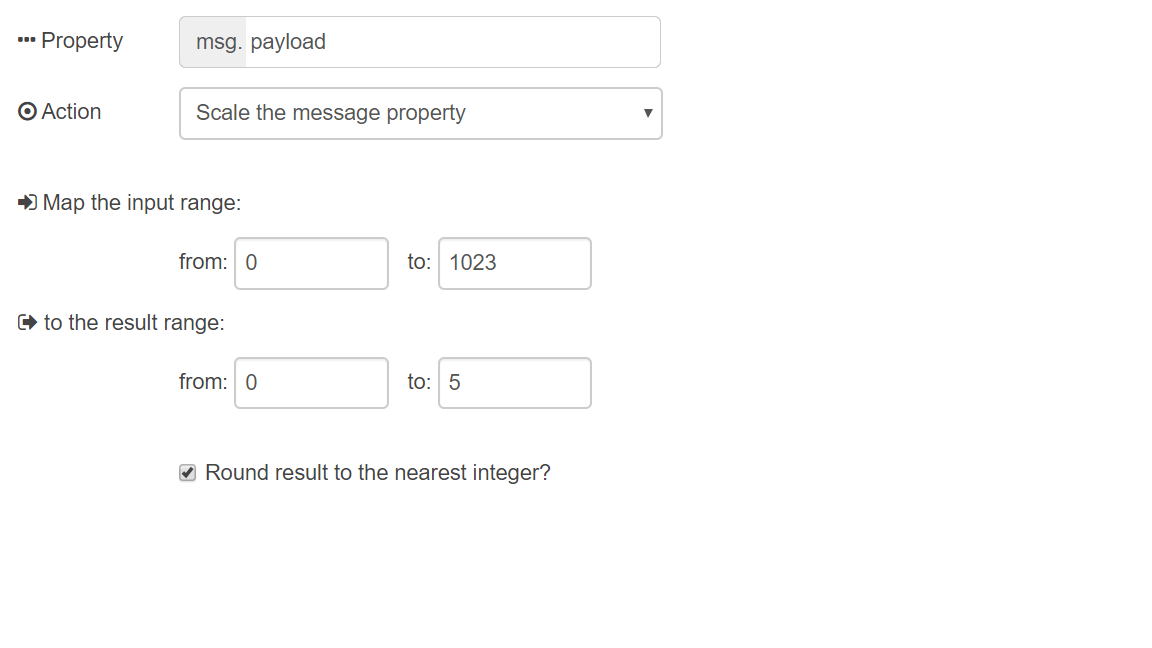 Property msg. payload
Action Scale the message property
Map the input range:
from: 0 to: 1023
to the result range:
from: 0 to: 5
Round result to the nearest integer?